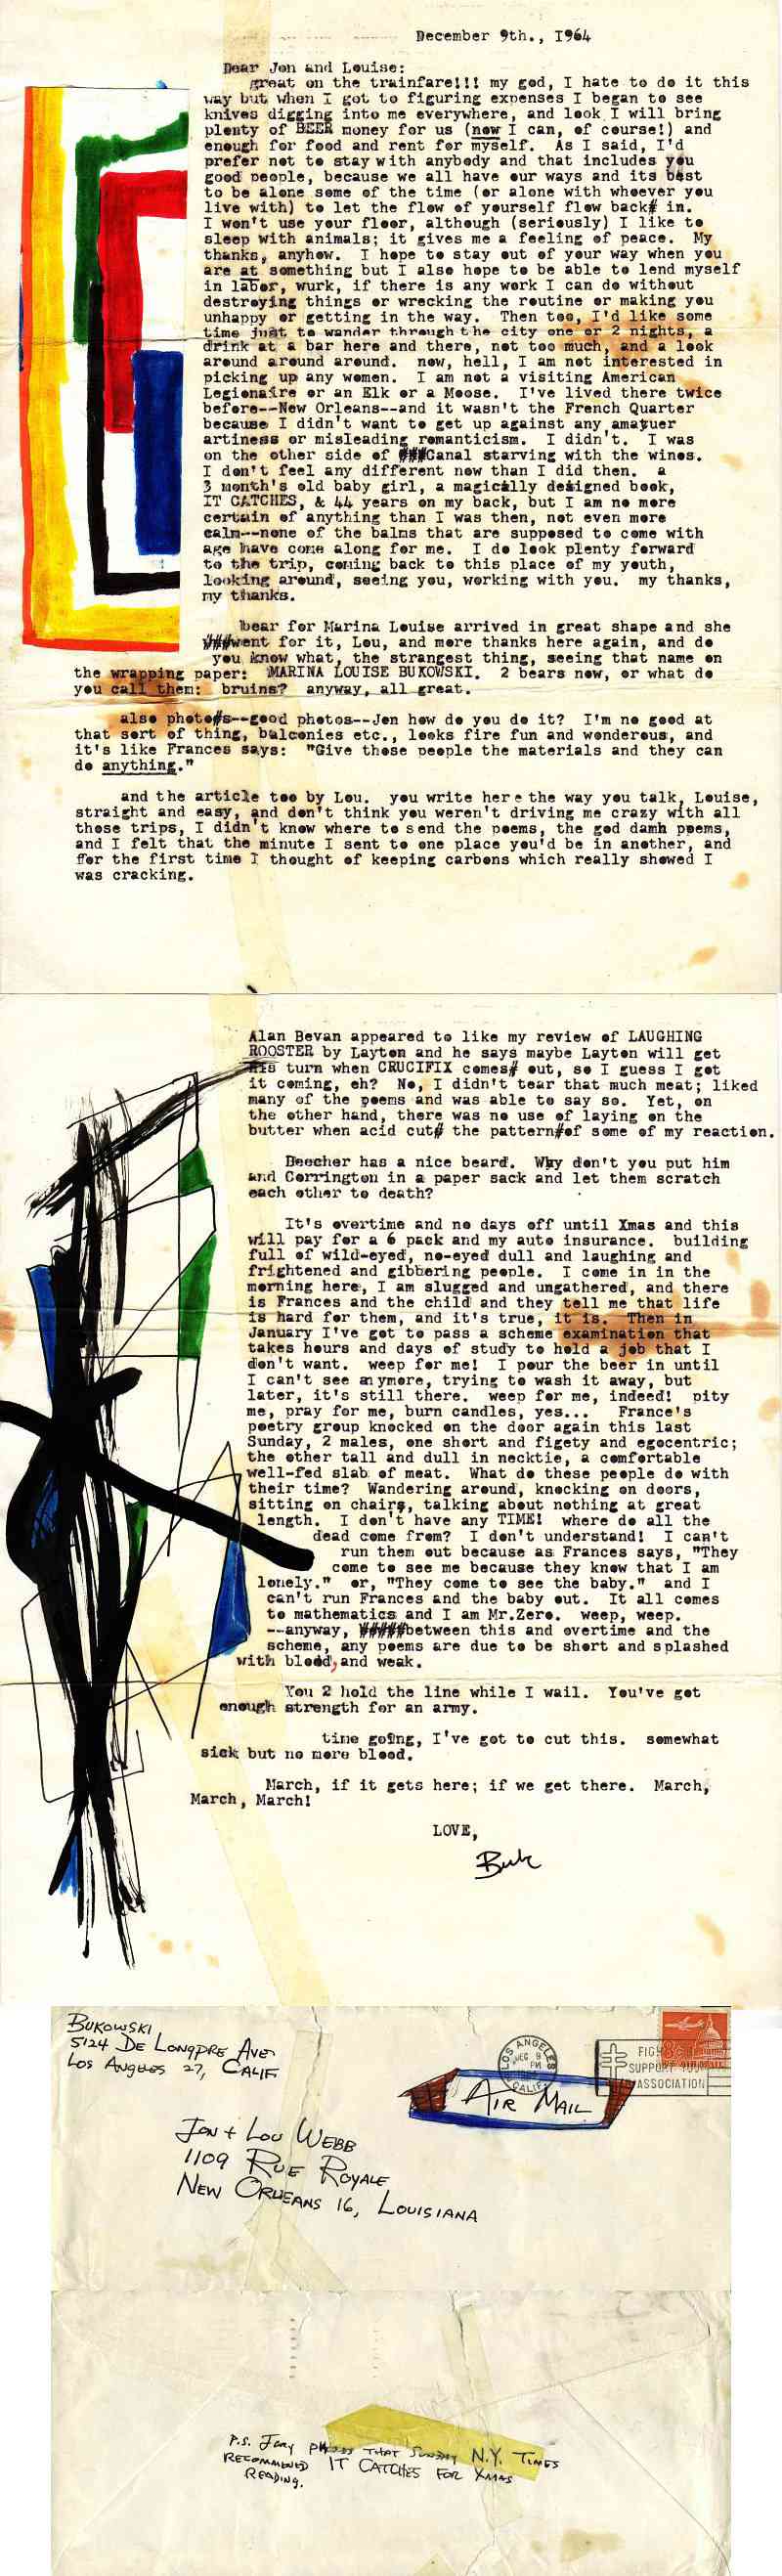 December 9th., I964
Dear Jon and Louise:
great on the trainfare!!! my god, I hate to do it this
way but when I got to figuring expenses I began to see
knives digging into me everywhere, and look I will bring
plenty of BEER money for us (now I can, of course!) and
enough for food and rent for myself. As I said, I'd
prefer not to stay with anybody and that includes you
good people, because we all have our ways and its best
to be alone some of the time (or alone with whoever you
live with) to let the flow of yourself flow back# in.
I won't use your floor, although (seriously) I like to
sleep with animals; it gives me a feeling of peace. My
thanks, anyhow. I hope to stay out of your way when you
are at something but I also hope to be able to lend myself
in labor, wurk, if there is any work I can do without
destroying things or wrecking the routine or making you
unhappy or getting in the way. Then too, I'd like some
time just to wander through the city one or 2 nights, a
drink at a bar here and there, not too much, and a look
around around around. now, hell, I am not interested in
picking up any women. I am not a visiting American
Legionaire or an Elk or a Moose. I've lived there twice
before--New Orleans--and it wasn't the French Quarter
because I didn't want to get up against any amatuer
artiness or misleading romanticism. I didn't. I was
on the other side of ###Canal starving with the winos.
I don't feel any different now than I did then. a
3 month's old baby girl, a magically designed book,
IT CATCHES, & 44 years on my back, but I am no more
certain of anything than I was then, not even more
calm---none of the balms that are supposed to come with
age have come along for me. I do look plenty forward
to the trip, coming back to this place of my youth,
looking around, seeing you, working with you. my thanks,
my thanks.
bear for Marina Louise arrived in great shape and she
###went for it, Lou, and more thanks here again, and do
you know what, the strangest thing, seeing that name on
the wrapping paper: MARINA LOUISE BUKOWSKI. 2 bears now, or what do
you call them: bruins? anyway, all great.
also photo#s--good photos--Jon how do you do it? I'm no good at
that sort of thing, balconies etc., looks fire fun and wonderous, and
it's like Frances says: "Give those people the materials and they can
do anything."
and the article too by Lou. you write here the way you talk, Louise,
straight and easy, and don't think you weren't driving me crazy with all
those trips, I didn't know where to send the poems, the god damh poems,
and I felt that the minute I sent to one place you'd be in another, and
for the first time I thought of keeping carbons which really showed I
was cracking.
Alan Bevan appeared to like my review of LAUGHING
ROOSTER by Layton and he says maybe Layton will get
his turn when CRUCIFIX comes# out, so I guess I got
it coming, eh? No, I didn't tear that much meat; liked
many of the poems and was able to say so. Yet, on
the other hand, there was no use of laying on the
butter when acid cut# the pattern#of some of my reaction.
Beecher has a nice beard. Why don't you put him
and Corrington in a paper sack and let them scratch
each other to death?
It's overtime and no days off until Xmas and this
will pay for a 6 pack and my auto insurance. building
full of wild-eyed, no-eyed dull and laughing and
frightened and gibbering people. I come in in the
morning here, I am slugged and ungathered, and there
is Frances and the child and they tell me that life
is hard for them, and it's true, it is. Then in
January I've got to pass a scheme examination that
takes hours and days of study to hold a job that I
don't want. weep for me! I pour the beer in until
I can't see anymore, trying to wash it away, but
later, it's still there. weep for me, indeed! pity
me, pray for me, burn candles, yes... France's
poetry group knocked on the door again this last
Sunday, 2 males, one short and figety and egocentric;
the other tall and dull in necktie, a comfortable
well-fed slab of meat. What do these people do with
their time? Wandering around, knocking on doors,
sitting on chairs, talking about nothing at great
length. I don't have any TIME! where do all the
dead come from? I don't understand! I can't
run them out because as Frances says, "They
come to see me because they know that I am
lonely." or, "They come to see the baby." and I
can't run Frances and the baby out. It all comes
to mathematics and I am Mr.Zero. weep, weep.
--anyway, #####between this and overtime and the
scheme, any poems are due to be short and splashed
with blood,and weak.
You 2 hold the line while I wail. You've got
enough strength for an army.
time going, I've got to cut this. somewhat
sick but no more blood.
March, if it gets here; if we get there. March,
March, March!
LOVE,
Buk
BUKOWSKI
5124 DE LONGPRE AVE
LOS ANGELES 27, CALIF
LOS ANGELES
DEC 9
PM
CALIF
FIGHT
SUPPORT YOUR
ASSOCIATION
8¢
AIR MAIL
JON + LOU WEBB
1109 RUE ROYALE
NEW ORLEANS 16, LOUISIANA
P.S. JORY THAT SUNDAY N.Y. TIMES
RECOMMENDED IT CATCHES FOR XMAS
READING.